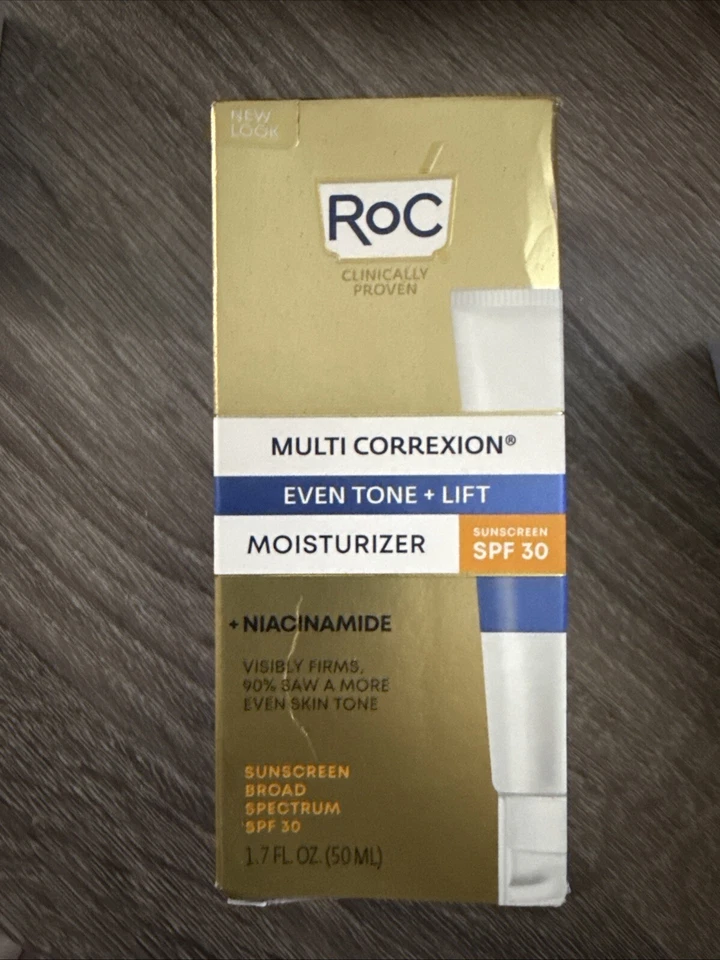 NEW
LOOK
RoC
CLINICALLY
PROVEN
MULTI CORREXION®
EVEN TONE + LIFT
MOISTURIZER
SUNSCREEN
SPF 30
+NIACINAMIDE
VISIBLY FIRMS,
90% SAW A MORE
EVEN SKIN TONE
SUNSCREEN
BROAD
SPECTRUM
SPF 30
1.7 FL. OZ. (50 ML)